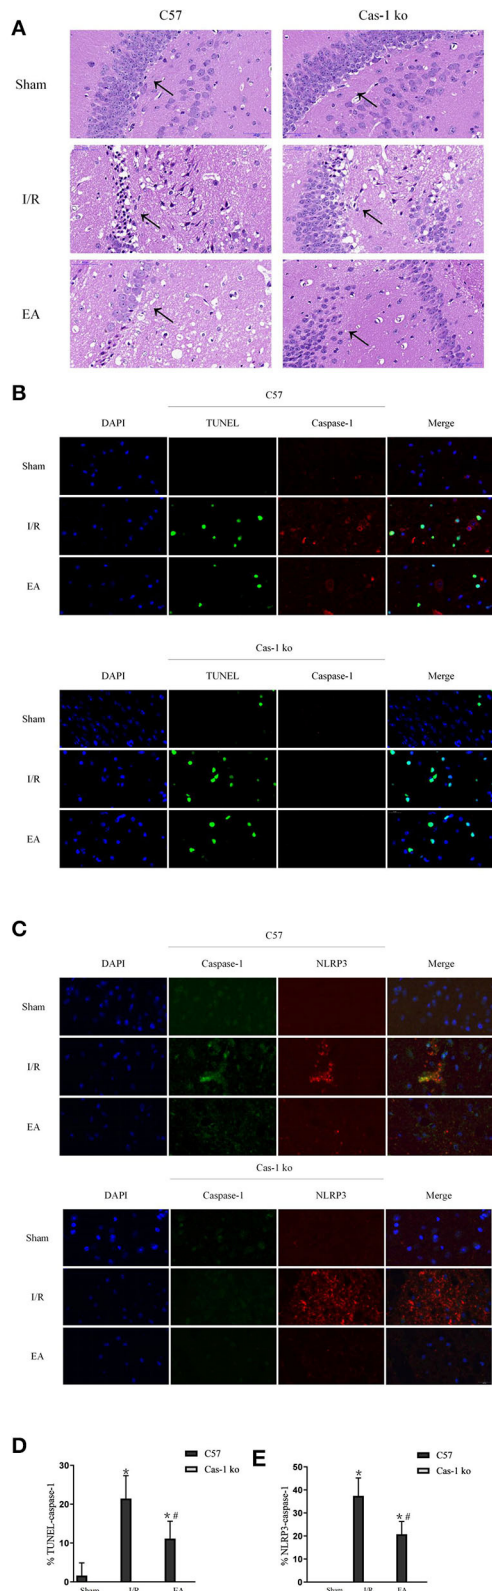 A
C57 Cas-1 ko
Sham
I/R
EA
B
C57
DAPI TUNEL Caspase-1 Merge
Sham
I/R
EA
Cas-1 ko
DAPI TUNEL Caspase-1 Merge
Sham
I/R
EA
C
C57
DAPI Caspase-1 NLRP3 Merge
Sham
I/R
EA
Cas-1 ko
DAPI Caspase-1 NLRP3 Merge
Sham
I/R
EA
D
% TUNEL-caspase-1
30
20
10
0
*
* #
C57
Cas-1 ko
Sham I/R EA
E
% NLRP3-caspase-1
50
40
30
20
10
0
*
* #
C57
Cas-1 ko
Sham I/R EA